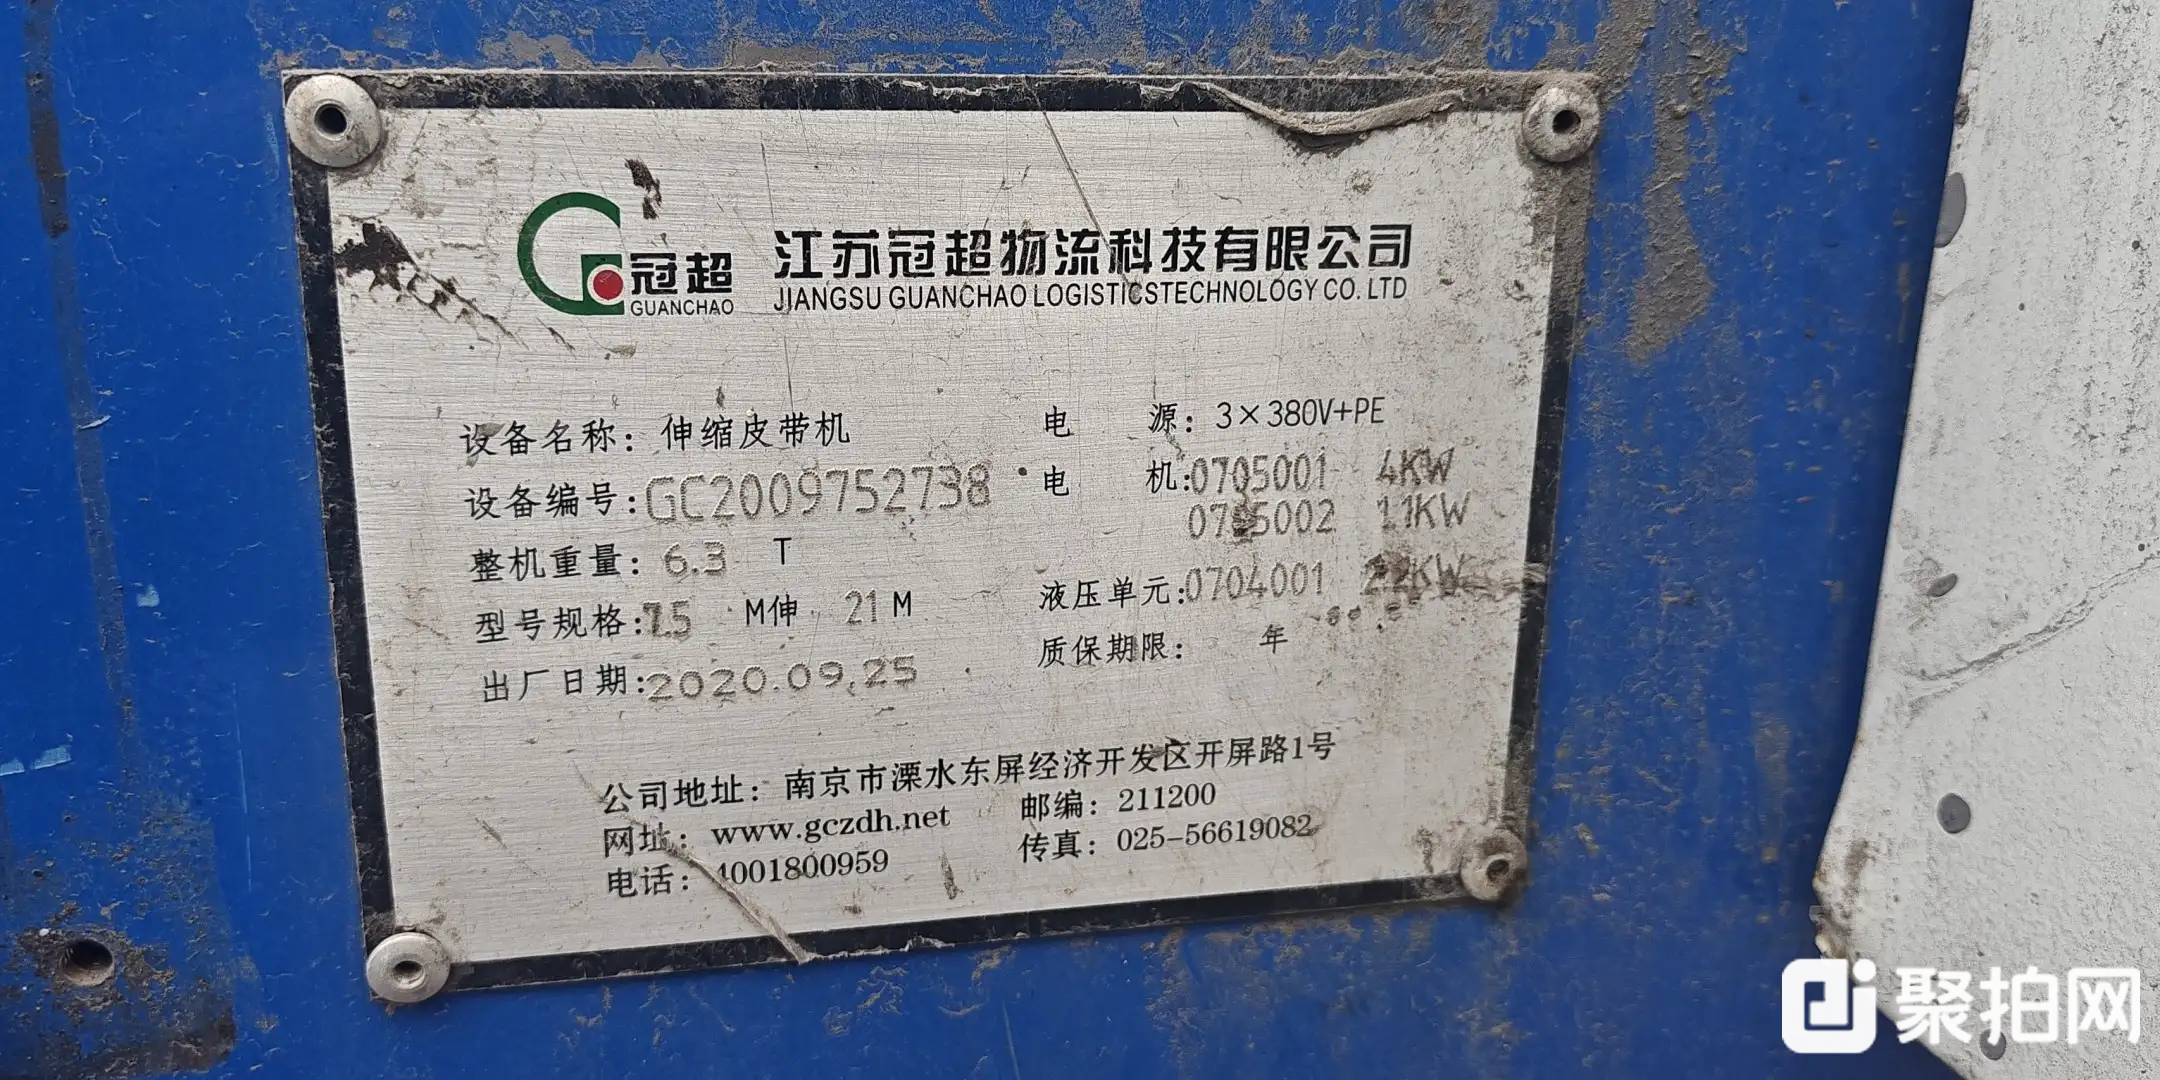 冠超
GUANCHAO
江苏冠超物流科技有限公司
JIANGSU GUANCHAO LOGISTICSTECHNOLOGY CO. LTD
设备名称: 伸缩皮带机
设备编号: GC2009752738
整机重量: 6.3 T
型号规格: 7.5 M伸 21 M
出厂日期: 2020.09.25
电 源: 3×380V+PE
电 机: 0705001 4KW
11KW
液压单元: 0704001
质保期限: 年
公司地址: 南京市溧水东屏经济开发区开屏路1号
网址: www.gczdh.net 邮编: 211200
电话: 4001800959 传真: 025-56619082
聚拍网